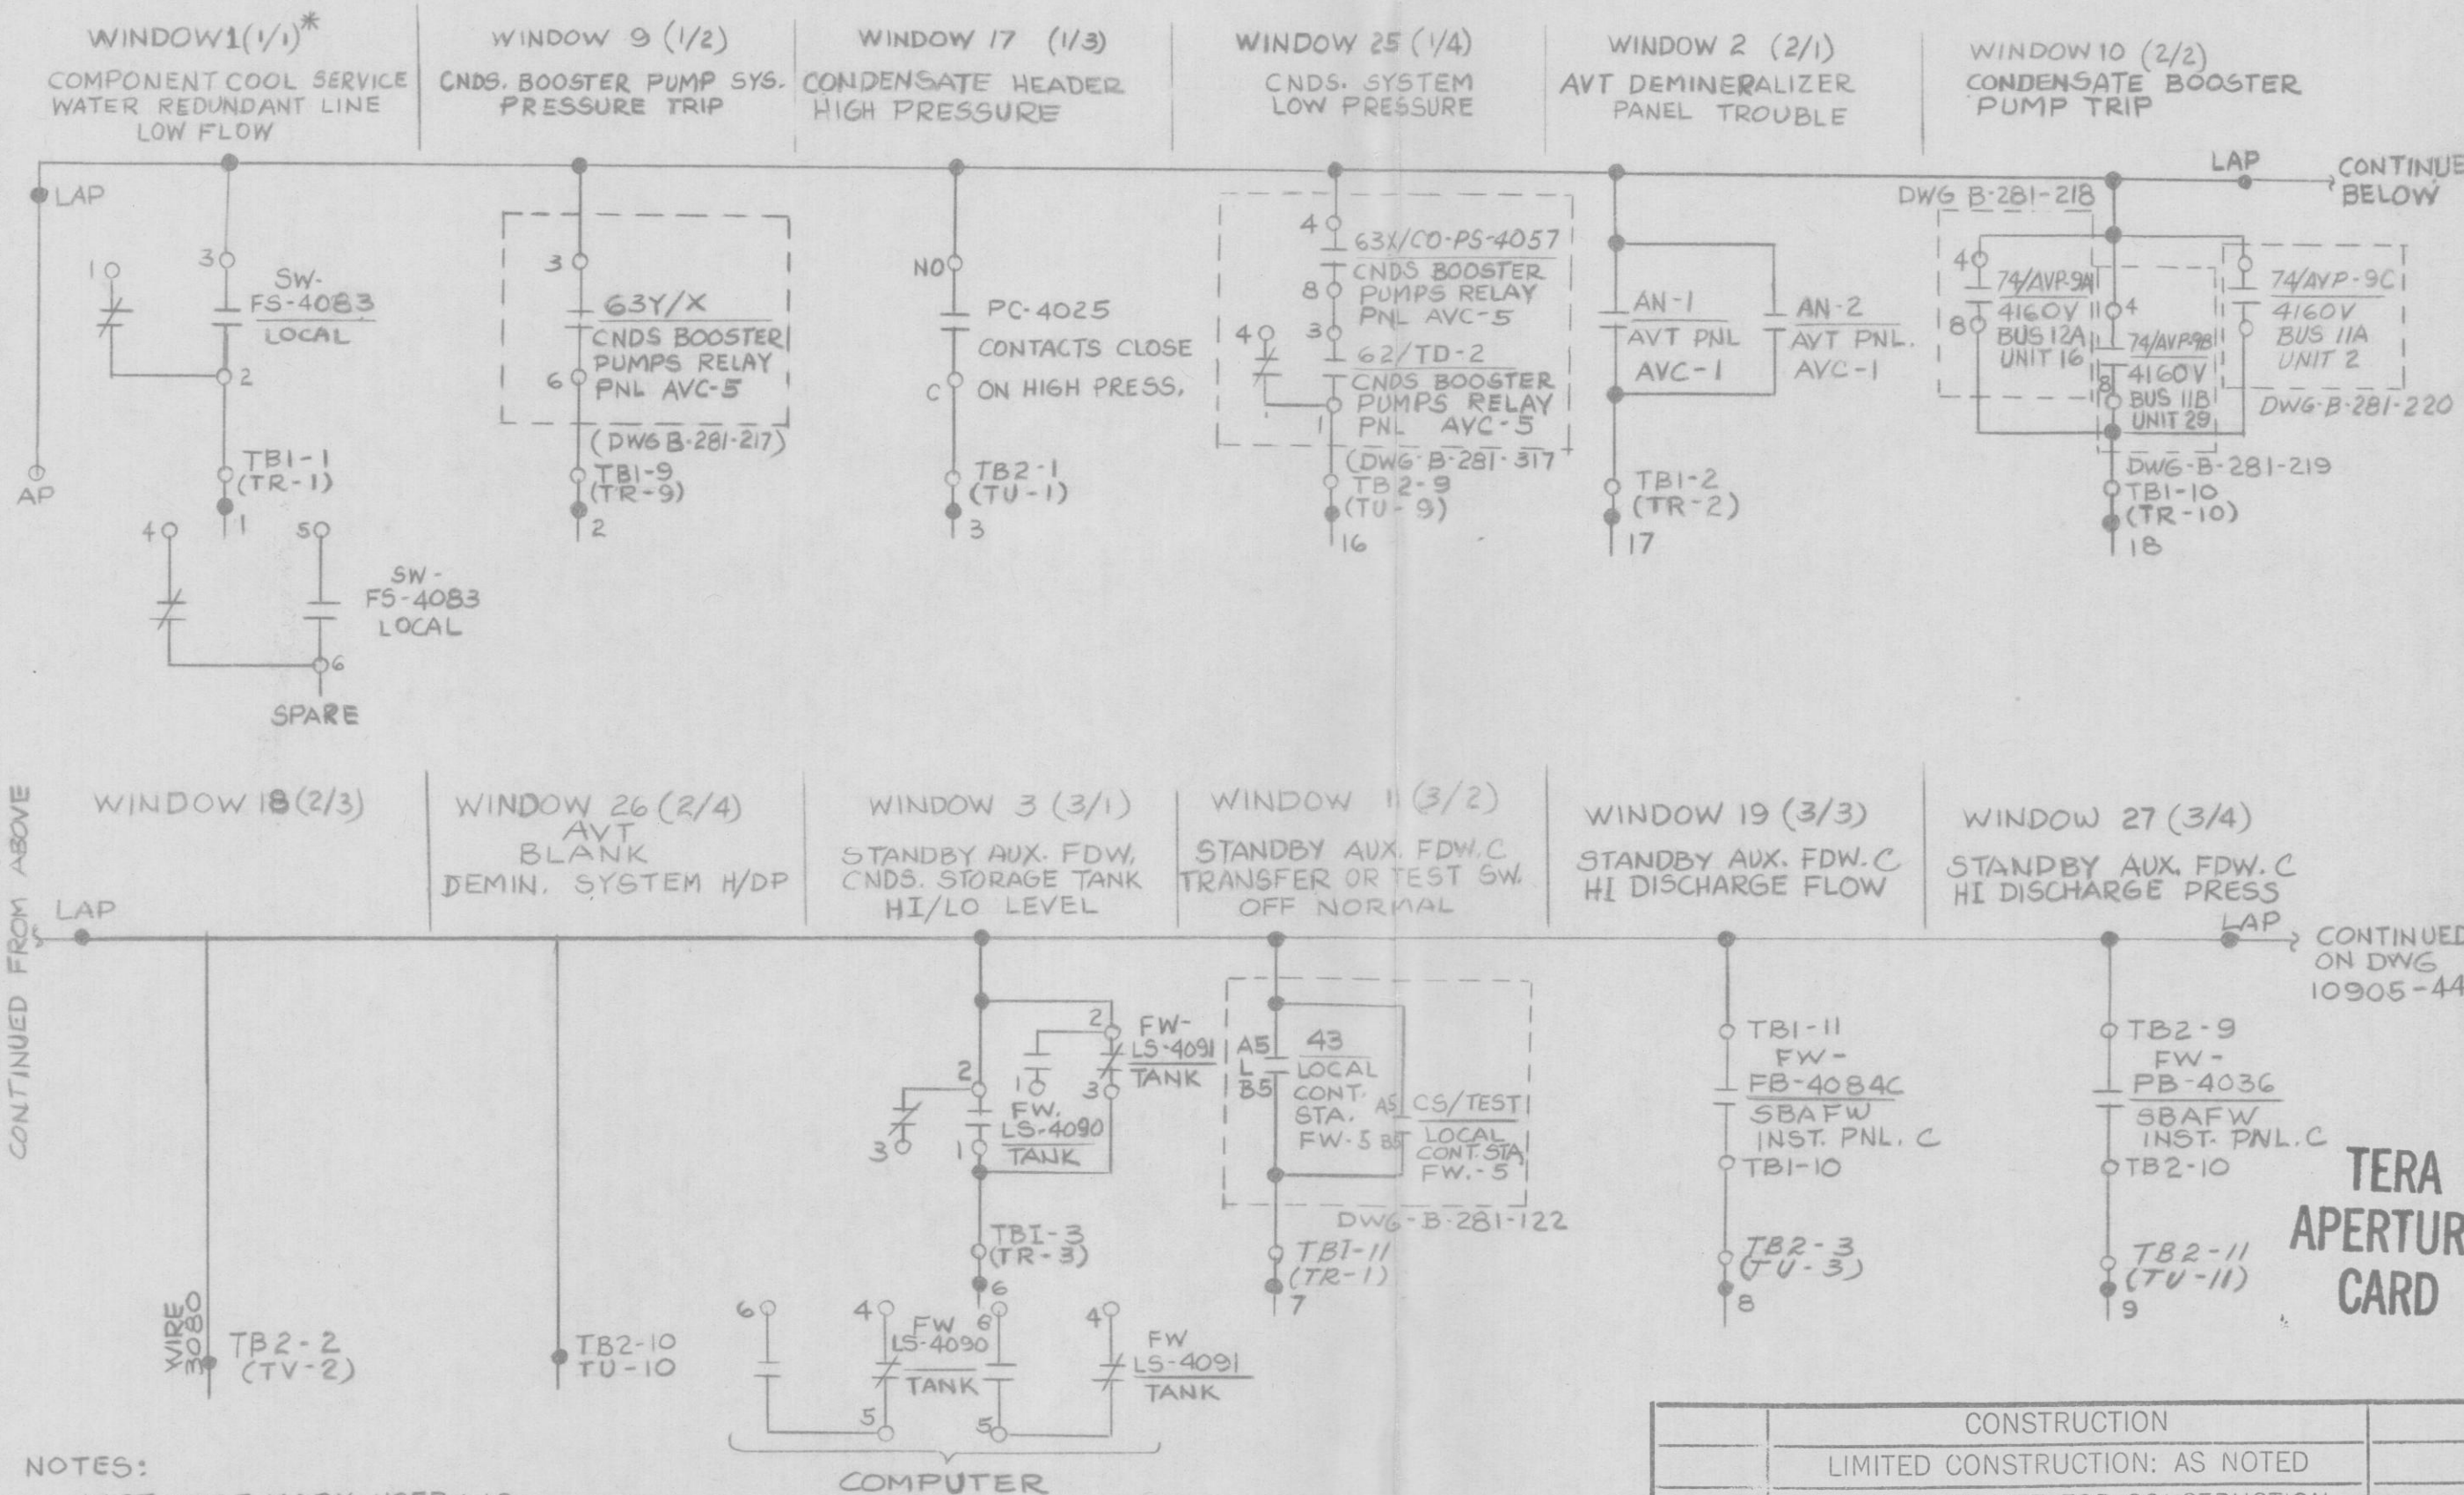 WINDOW 1 (1/1)*
COMPONENT COOL SERVICE
WATER REDUNDANT LINE
LOW FLOW
WINDOW 9 (1/2)
CNDS. BOOSTER PUMP SYS.
PRESSURE TRIP
WINDOW 17 (1/3)
CONDENSATE HEADER
HIGH PRESSURE
WINDOW 25 (1/4)
CNDS. SYSTEM
LOW PRESSURE
WINDOW 2 (2/1)
AVT DEMINERALIZER
PANEL TROUBLE
WINDOW 10 (2/2)
CONDENSATE BOOSTER
PUMP TRIP
LAP
AP
1
3
SW-
FS-4083
LOCAL
2
TB1-1
(TR-1)
1
4
5
SW-
FS-4083
LOCAL
6
SPARE
3
63Y/X
CNDS BOOSTER
PUMPS RELAY
PNL AVC-5
6
(DWG B-281-217)
TB1-9
(TR-9)
2
NO
PC-4025
CONTACTS CLOSE
ON HIGH PRESS.
C
TB2-1
(TU-1)
3
4
63X/CO-PS-4057
CNDS BOOSTER
PUMPS RELAY
PNL AVC-5
8
4
3
62/TD-2
CNDS BOOSTER
PUMPS RELAY
PNL AVC-5
1
(DWG-B-281-317
TB2-9
(TU-9)
16
AN-1
AVT PNL
AVC-1
AN-2
AVT PNL.
AVC-1
TB1-2
(TR-2)
17
LAP
CONTINUE
BELOW
DWG B-281-218
4
74/AVP-9A
4160V
BUS 12A
UNIT 16
8
4
74/AVP-9B
4160V
BUS 11B
UNIT 29
8
74/AVP-9C
4160V
BUS 11A
UNIT 2
DWG-B-281-220
DWG-B-281-219
TB1-10
(TR-10)
18
CONTINUED FROM ABOVE
WINDOW 18 (2/3)
WINDOW 26 (2/4)
AVT
BLANK
DEMIN. SYSTEM H/DP
WINDOW 3 (3/1)
STANDBY AUX. FDW.
CNDS. STORAGE TANK
HI/LO LEVEL
WINDOW 11 (3/2)
STANDBY AUX. FDW. C
TRANSFER OR TEST SW.
OFF NORMAL
WINDOW 19 (3/3)
STANDBY AUX. FDW. C
HI DISCHARGE FLOW
WINDOW 27 (3/4)
STANDBY AUX. FDW. C
HI DISCHARGE PRESS
LAP
LAP
CONTINUED
ON DWG
10905-44
WIRE
3080
TB2-2
(TV-2)
TB2-10
TU-10
2
FW-
LS-4091
TANK
1
3
2
FW.
LS-4090
TANK
3
1
TB1-3
(TR-3)
6
6
4
FW
LS-4090
TANK
5
6
4
FW
LS-4091
TANK
5
COMPUTER
A5
L
B5
43
LOCAL
CONT.
STA.
FW-5
A5
B5
CS/TEST
LOCAL
CONT. STA
FW.-5
DWG-B-281-122
TB1-11
(TR-1)
7
TB1-11
FW-
FB-4084C
SBAFW
INST. PNL. C
TB1-10
TB2-3
(TU-3)
8
TB2-9
FW-
PB-4036
SBAFW
INST. PNL. C
TB2-10
TB2-11
(TU-11)
9
TERA
APERTUR
CARD
NOTES:
CONSTRUCTION
LIMITED CONSTRUCTION: AS NOTED